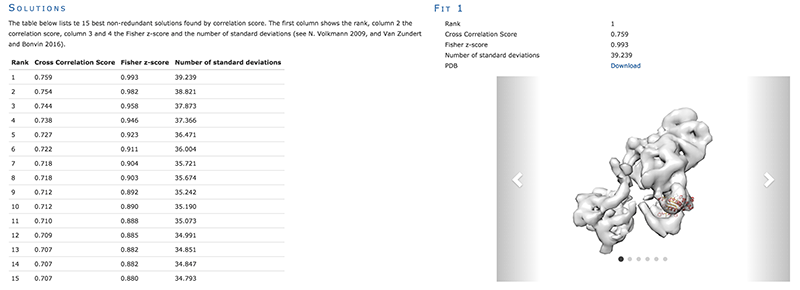 SOLUTIONS
The table below lists te 15 best non-redundant solutions found by correlation score. The first column shows the rank, column 2 the
correlation score, column 3 and 4 the Fisher z-score and the number of standard deviations (see N. Volkmann 2009, and Van Zundert
and Bonvin 2016).
Rank Cross Correlation Score Fisher z-score Number of standard deviations
1 0.759 0.993 39.239
2 0.754 0.982 38.821
3 0.744 0.958 37.873
4 0.738 0.946 37.366
5 0.727 0.923 36.471
6 0.722 0.911 36.004
7 0.718 0.904 35.721
8 0.718 0.903 35.674
9 0.712 0.892 35.242
10 0.712 0.890 35.190
11 0.710 0.888 35.073
12 0.709 0.885 34.991
13 0.707 0.882 34.851
14 0.707 0.882 34.847
15 0.707 0.880 34.793
FIT 1
Rank 1
Cross Correlation Score 0.759
Fisher z-score 0.993
Number of standard deviations 39.239
PDB Download